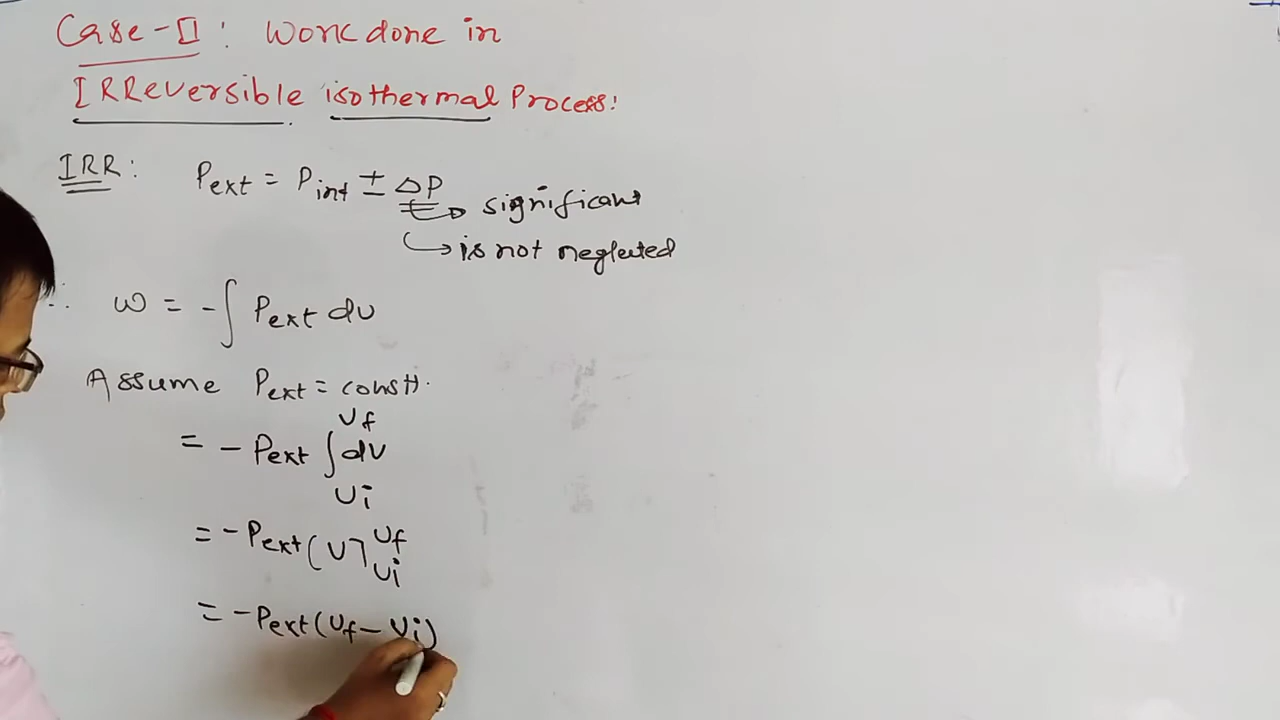 Case-II: Work done in
IRReversible isothermal Process:
IRR: Pext = Pint ± ΔP → significant
→ is not neglected
∴ w = -∫ Pext dv
Assume Pext = constt.
= - Pext ∫ dv
Vf
Vi
= - Pext [V] Vf
Vi
= - Pext (Vf - Vi)